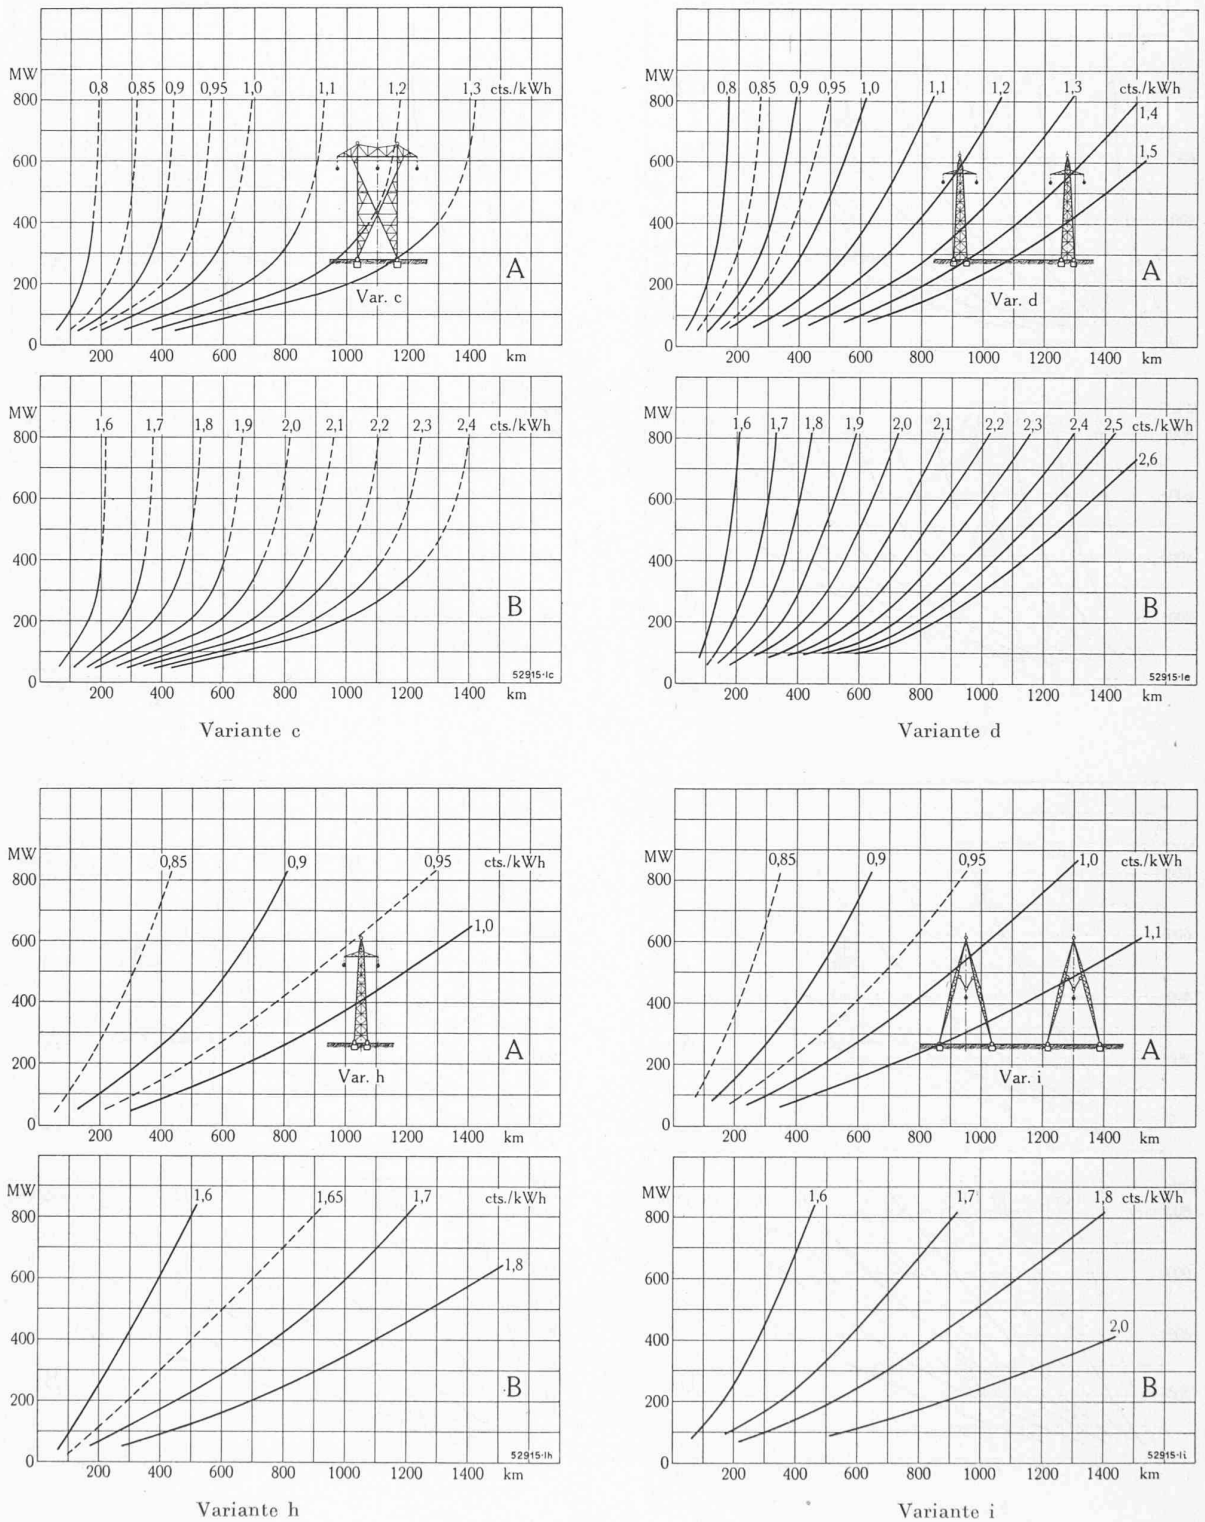 MW
0,8 0,85 0,9 0,95 1,0 1,1 1,2 1,3 cts./kWh
800
600
400
200
0
A
Var. c
200 400 600 800 1000 1200 1400 km
MW
1,6 1,7 1,8 1,9 2,0 2,1 2,2 2,3 2,4 cts./kWh
800
600
400
200
0
B
52915-Ic
200 400 600 800 1000 1200 1400 km
Variante c
MW
0,8 0,85 0,9 0,95 1,0 1,1 1,2 1,3 cts./kWh
1,4
1,5
800
600
400
200
0
A
Var. d
200 400 600 800 1000 1200 1400 km
MW
1,6 1,7 1,8 1,9 2,0 2,1 2,2 2,3 2,4 2,5 cts./kWh
2,6
800
600
400
200
0
B
52915-Ie
200 400 600 800 1000 1200 1400 km
Variante d
MW
0,85 0,9 0,95 cts./kWh
1,0
800
600
400
200
0
A
Var. h
200 400 600 800 1000 1200 1400 km
MW
1,6 1,65 1,7 cts./kWh
1,8
800
600
400
200
0
B
52915-Ih
200 400 600 800 1000 1200 1400 km
Variante h
MW
0,85 0,9 0,95 1,0 cts./kWh
1,1
800
600
400
200
0
A
Var. i
200 400 600 800 1000 1200 1400 km
MW
1,6 1,7 1,8 cts./kWh
2,0
800
600
400
200
0
B
52915-Ii
200 400 600 800 1000 1200 1400 km
Variante i